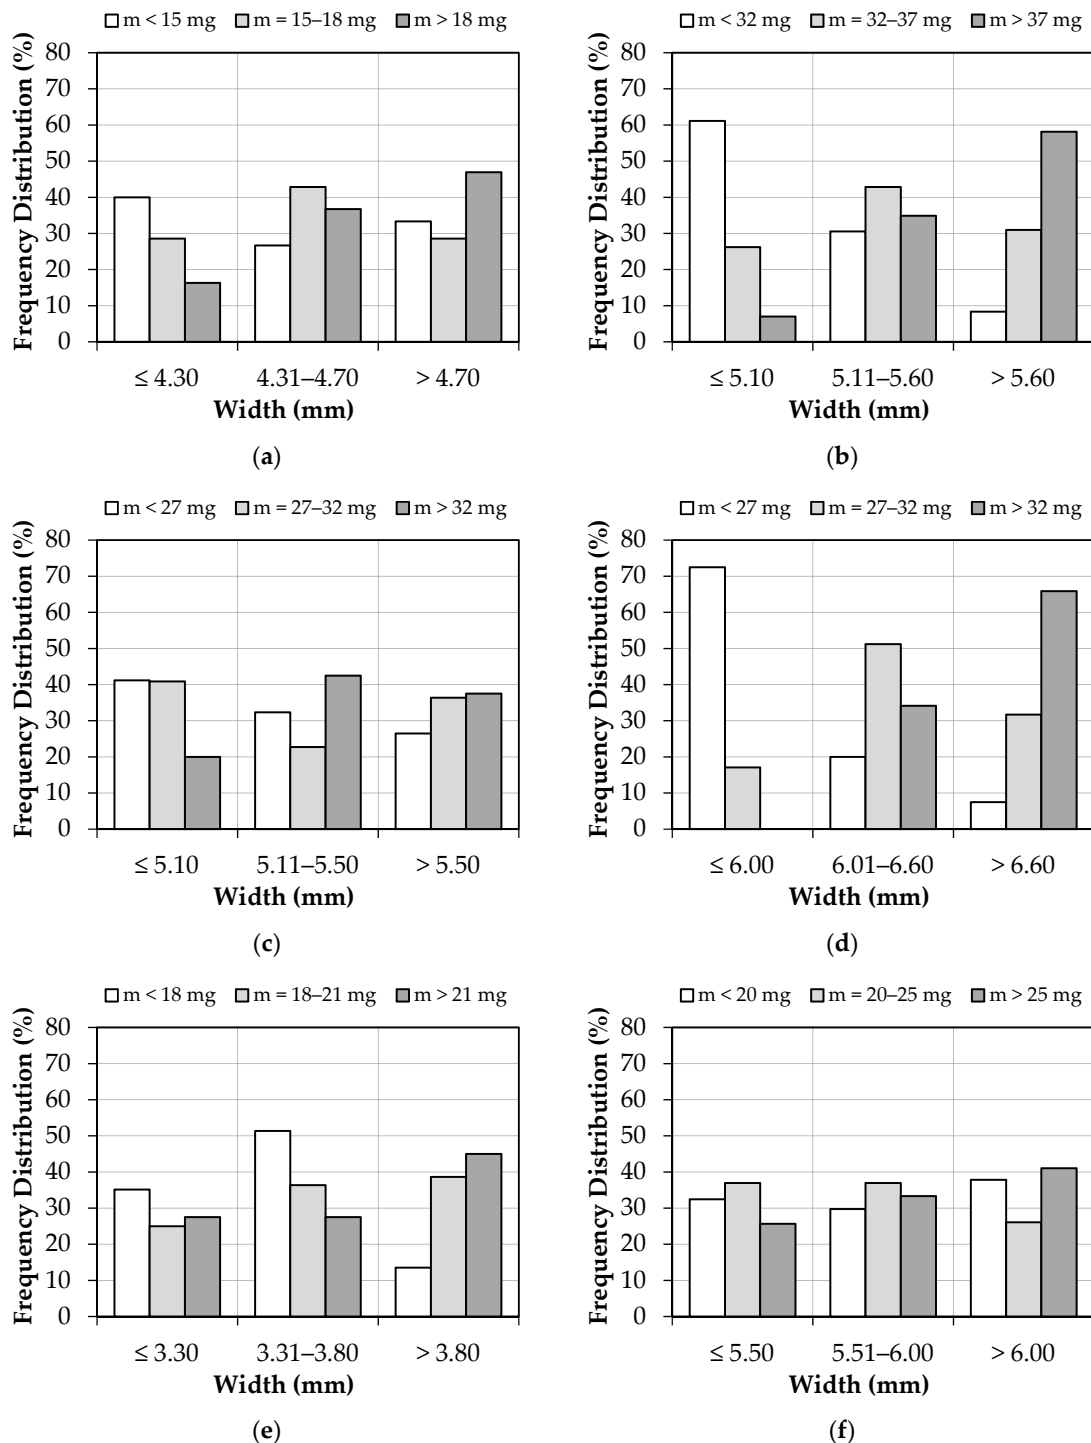 m < 15 mg m = 15–18 mg m > 18 mg
Frequency Distribution (%)
80
70
60
50
40
30
20
10
0
≤ 4.30 4.31–4.70 > 4.70
Width (mm)
(a)
m < 32 mg m = 32–37 mg m > 37 mg
Frequency Distribution (%)
80
70
60
50
40
30
20
10
0
≤ 5.10 5.11–5.60 > 5.60
Width (mm)
(b)
m < 27 mg m = 27–32 mg m > 32 mg
Frequency Distribution (%)
80
70
60
50
40
30
20
10
0
≤ 5.10 5.11–5.50 > 5.50
Width (mm)
(c)
m < 27 mg m = 27–32 mg m > 32 mg
Frequency Distribution (%)
80
70
60
50
40
30
20
10
0
≤ 6.00 6.01–6.60 > 6.60
Width (mm)
(d)
m < 18 mg m = 18–21 mg m > 21 mg
Frequency Distribution (%)
80
70
60
50
40
30
20
10
0
≤ 3.30 3.31–3.80 > 3.80
Width (mm)
(e)
m < 20 mg m = 20–25 mg m > 25 mg
Frequency Distribution (%)
80
70
60
50
40
30
20
10
0
≤ 5.50 5.51–6.00 > 6.00
Width (mm)
(f)